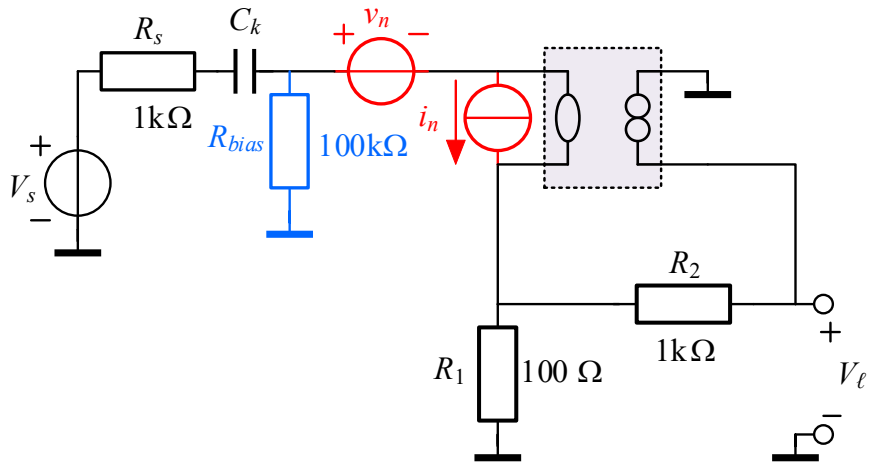 C_k
v_n
R_s
+ −
1kΩ
i_n
R_bias
100kΩ
+
V_s
−
R_2
1kΩ
+
R_1
100 Ω
V_ℓ
−